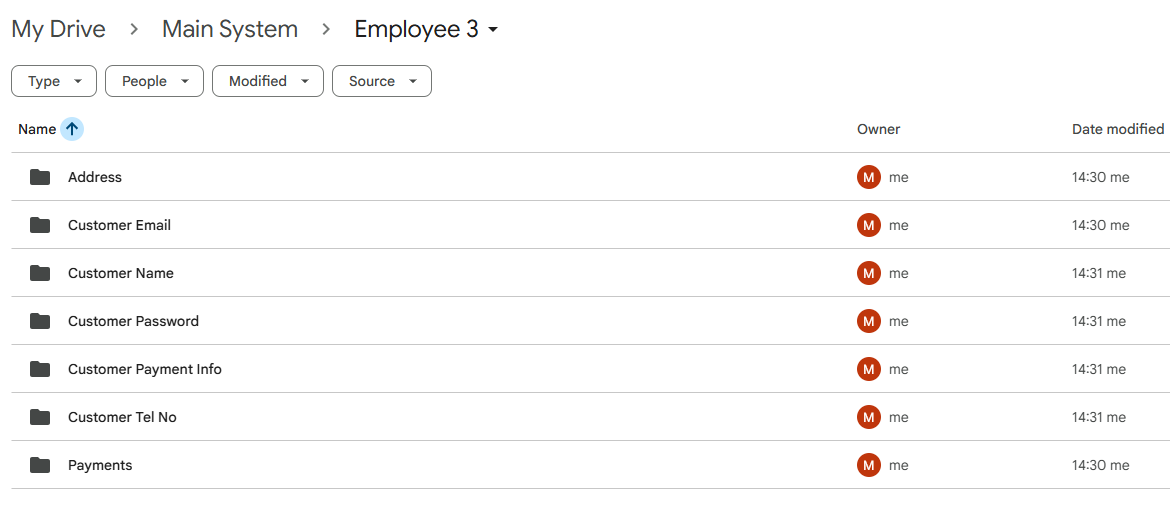 My Drive > Main System > Employee 3
Type People Modified Source
Name Owner Date modified
Address M me 14:30 me
Customer Email M me 14:30 me
Customer Name M me 14:31 me
Customer Password M me 14:31 me
Customer Payment Info M me 14:31 me
Customer Tel No M me 14:31 me
Payments M me 14:30 me